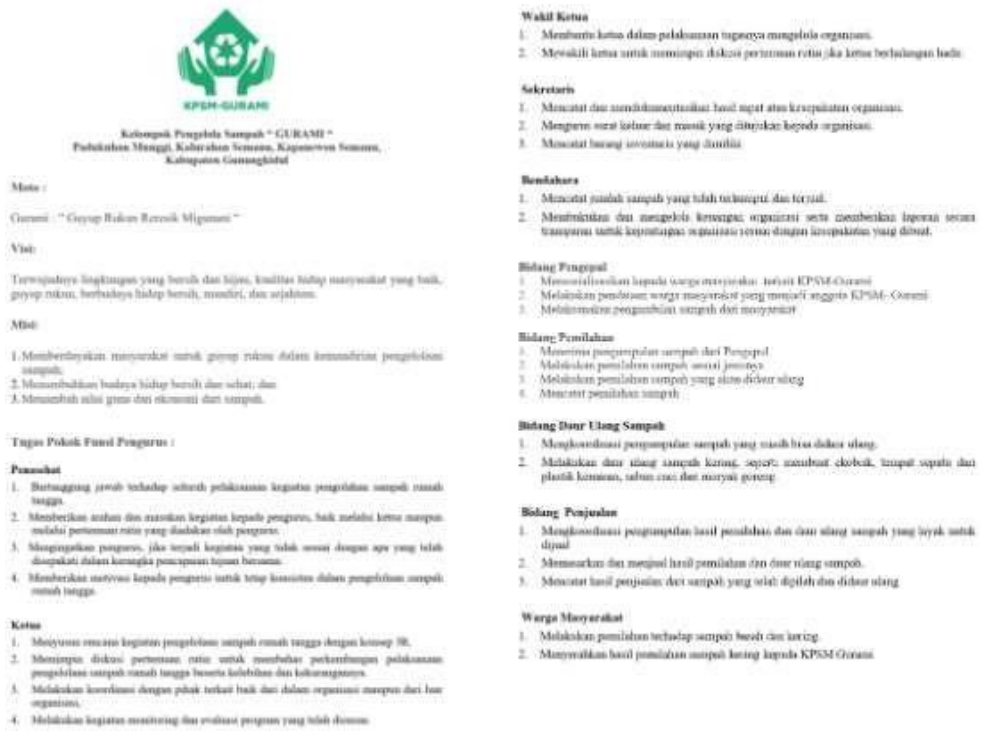 KPSM-GURAMI
Kelompok Pengelola Sampah " GURAMI "
Padukuhan Munggi, Kalurahan Semanu, Kapanewon Semanu,
Kabupaten Gunungkidul
Moto :
Gurami : " Guyup Rukun Reresik Migunani "
Visi:
Terwujudnya lingkungan yang bersih dan hijau, kualitas hidup masyarakat yang baik,
guyup rukun, berbudaya hidup bersih, mandiri, dan sejahtera.
Misi:
1. Memberdayakan masyarakat untuk guyup rukun dalam kemandirian pengelolaan
sampah;
2. Menumbuhkan budaya hidup bersih dan sehat; dan
3. Menambah nilai guna dan ekonomi dari sampah.
Tugas Pokok Fungsi Pengurus :
Penasehat
1. Bertanggung jawab terhadap seluruh pelaksanaan kegiatan pengolahan sampah rumah
tangga.
2. Memberikan arahan dan masukan kegiatan kepada pengurus, baik melalui ketua maupun
melalui pertemuan rutin yang diadakan oleh pengurus.
3. Mengingatkan pengurus, jika terjadi kegiatan yang tidak sesuai dengan apa yang telah
disepakati dalam kerangka pencapaian tujuan bersama.
4. Memberikan motivasi kepada pengurus untuk tetap konsisten dalam pengelolaan sampah
rumah tangga.
Ketua
1. Menyusun rencana kegiatan pengelolaan sampah rumah tangga dengan konsep 3R.
2. Memimpin diskusi pertemuan rutin untuk membahas perkembangan pelaksanaan
pengelolaan sampah rumah tangga beserta kelebihan dan kekurangannya.
3. Melakukan koordinasi dengan pihak terkait baik dari dalam organisasi maupun dari luar
organisasi.
4. Melakukan kegiatan monitoring dan evaluasi program yang telah disusun.
Wakil Ketua
1. Membantu ketua dalam pelaksanaan tugasnya mengelola organisasi.
2. Mewakili ketua untuk memimpin diskusi pertemuan rutin jika ketua berhalangan hadir.
Sekretaris
1. Mencatat dan mendokumentasikan hasil rapat atau kesepakatan organisasi.
2. Mengurus surat keluar dan masuk yang ditujukan kepada organisasi.
3. Mencatat barang inventaris yang dimiliki
Bendahara
1. Mencatat jumlah sampah yang telah terkumpul dan terjual.
2. Membukukan dan mengelola keuangan organisasi serta memberikan laporan secara
transparan untuk kepentingan organisasi sesuai dengan kesepakatan yang dibuat.
Bidang Pengepul
1. Mensosialisasikan kepada warga masyarakat terkait KPSM-Gurami
2. Melakukan pendataan warga masyarakat yang menjadi anggota KPSM- Gurami
3. Melaksanakan pengambilan sampah dari masyarakat
Bidang Pemilahan
1. Menerima pengumpulan sampah dari Pengepul
2. Melakukan pemilahan sampah sesuai jenisnya
3. Melakukan pemilahan sampah yang akan didaur ulang
4. Mencatat pemilahan sampah
Bidang Daur Ulang Sampah
1. Mengkoordinasi pengumpulan sampah yang masih bisa didaur ulang.
2. Melakukan daur ulang sampah kering, seperti membuat ekobrik, tempat sepatu dari
plastik kemasan, sabun cuci dari minyak goreng.
Bidang Penjualan
1. Mengkoordinasi pengumpulan hasil pemilahan dan daur ulang sampah yang layak untuk
dijual
2. Memasarkan dan menjual hasil pemilahan dan daur ulang sampah.
3. Mencatat hasil penjualan dari sampah yang telah dipilah dan didaur ulang
Warga Masyarakat
1. Melakukan pemilahan terhadap sampah basah dan kering.
2. Menyerahkan hasil pemilahan sampah kering kepada KPSM Gurami